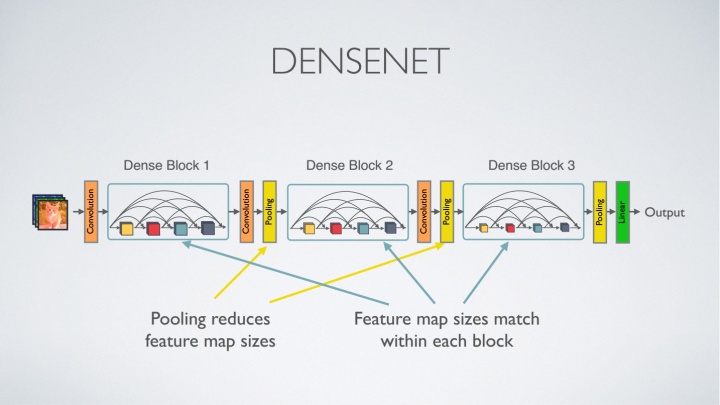 DENSENET
Dense Block 1
Dense Block 2
Dense Block 3
Convolution
Convolution
Pooling
Convolution
Pooling
Pooling
Linear
Output
Pooling reduces
feature map sizes
Feature map sizes match
within each block